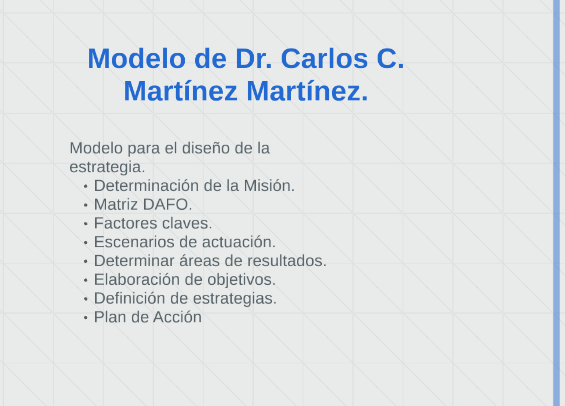 Modelo de Dr. Carlos C.
Martínez Martínez.
Modelo para el diseño de la
estrategia.
• Determinación de la Misión.
• Matriz DAFO.
• Factores claves.
• Escenarios de actuación.
• Determinar áreas de resultados.
• Elaboración de objetivos.
• Definición de estrategias.
• Plan de Acción